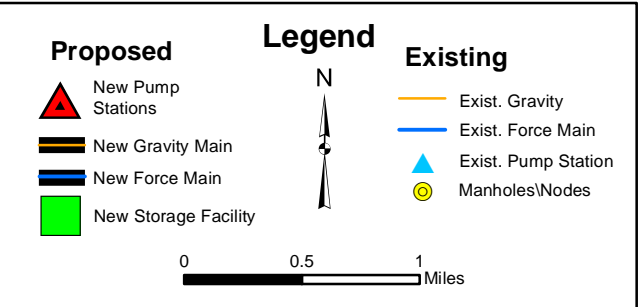 Legend
Proposed
New Pump
Stations
New Gravity Main
New Force Main
New Storage Facility
N
Existing
Exist. Gravity
Exist. Force Main
Exist. Pump Station
Manholes\Nodes
0 0.5 1
Miles